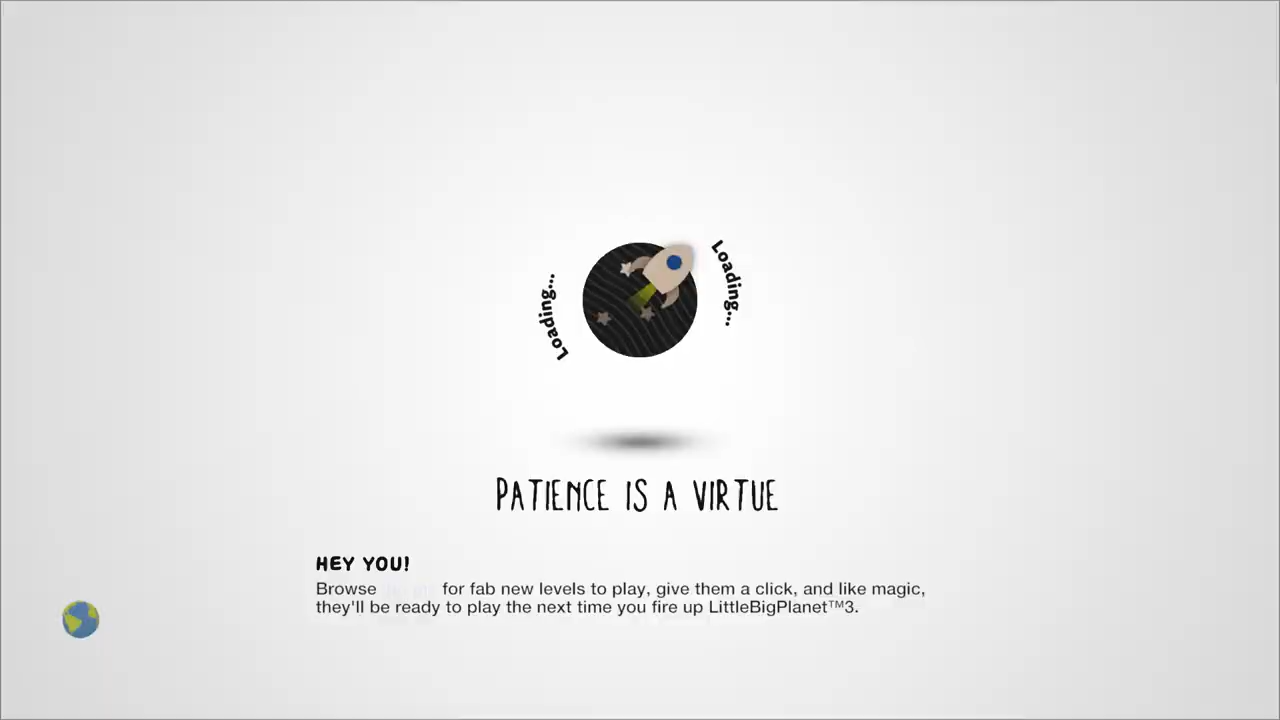 Loading...
Loading...
PATIENCE IS A VIRTUE
HEY YOU!
Browse for fab new levels to play, give them a click, and like magic,
they'll be ready to play the next time you fire up LittleBigPlanet™3.